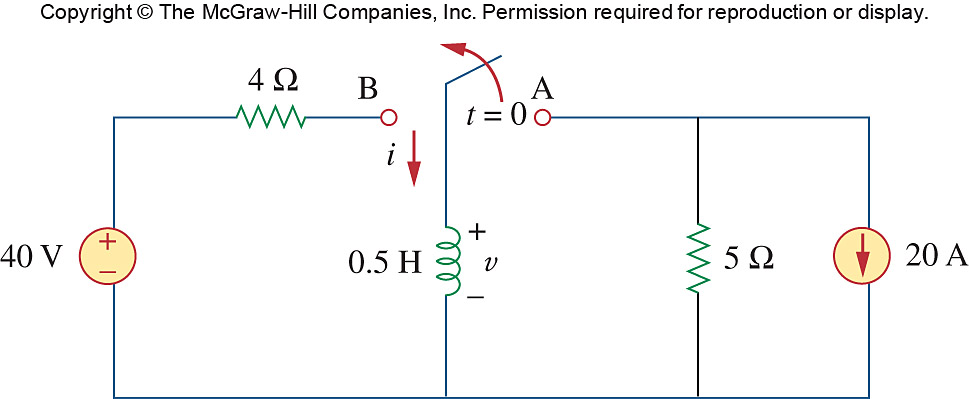 Copyright © The McGraw-Hill Companies, Inc. Permission required for reproduction or display.
4 Ω
B
A
t = 0
i
+
40 V
+
−
0.5 H
v
−
5 Ω
20 A